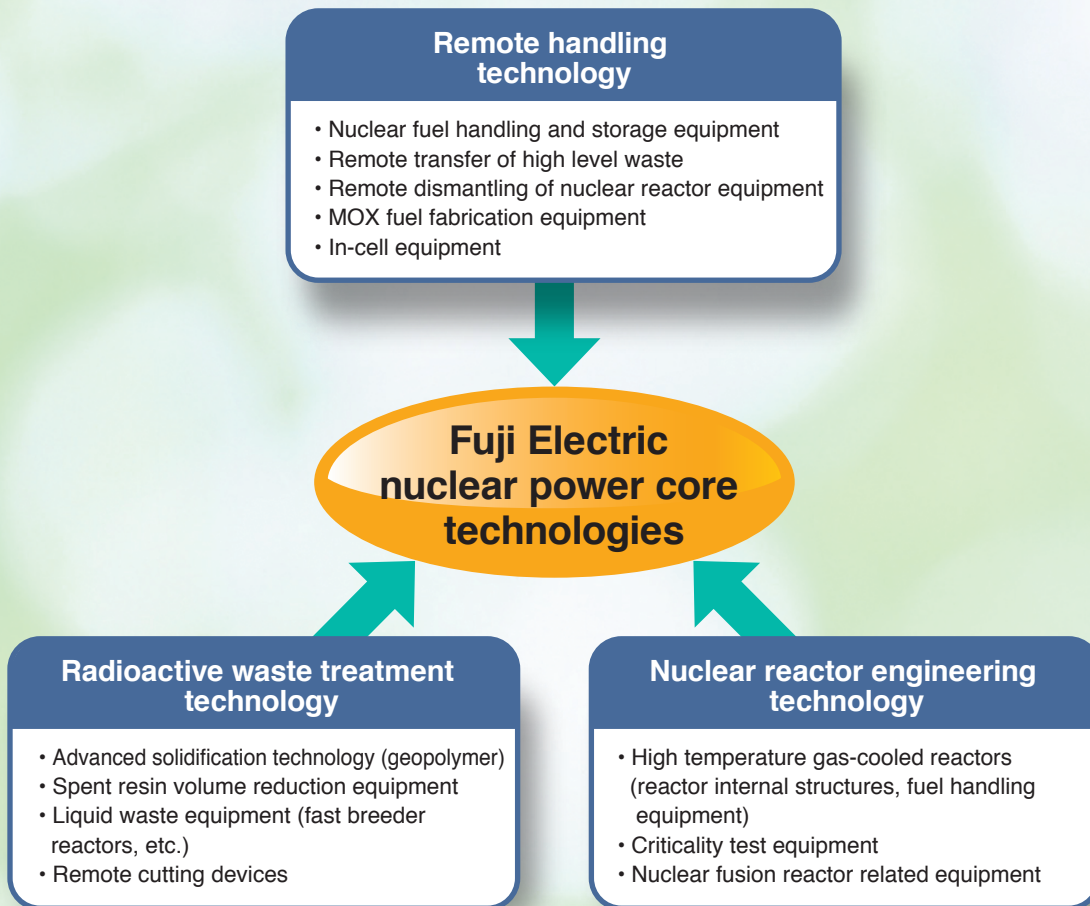 Remote handling
technology
• Nuclear fuel handling and storage equipment
• Remote transfer of high level waste
• Remote dismantling of nuclear reactor equipment
• MOX fuel fabrication equipment
• In-cell equipment
Fuji Electric
nuclear power core
technologies
Radioactive waste treatment
technology
• Advanced solidification technology (geopolymer)
• Spent resin volume reduction equipment
• Liquid waste equipment (fast breeder
reactors, etc.)
• Remote cutting devices
Nuclear reactor engineering
technology
• High temperature gas-cooled reactors
(reactor internal structures, fuel handling
equipment)
• Criticality test equipment
• Nuclear fusion reactor related equipment